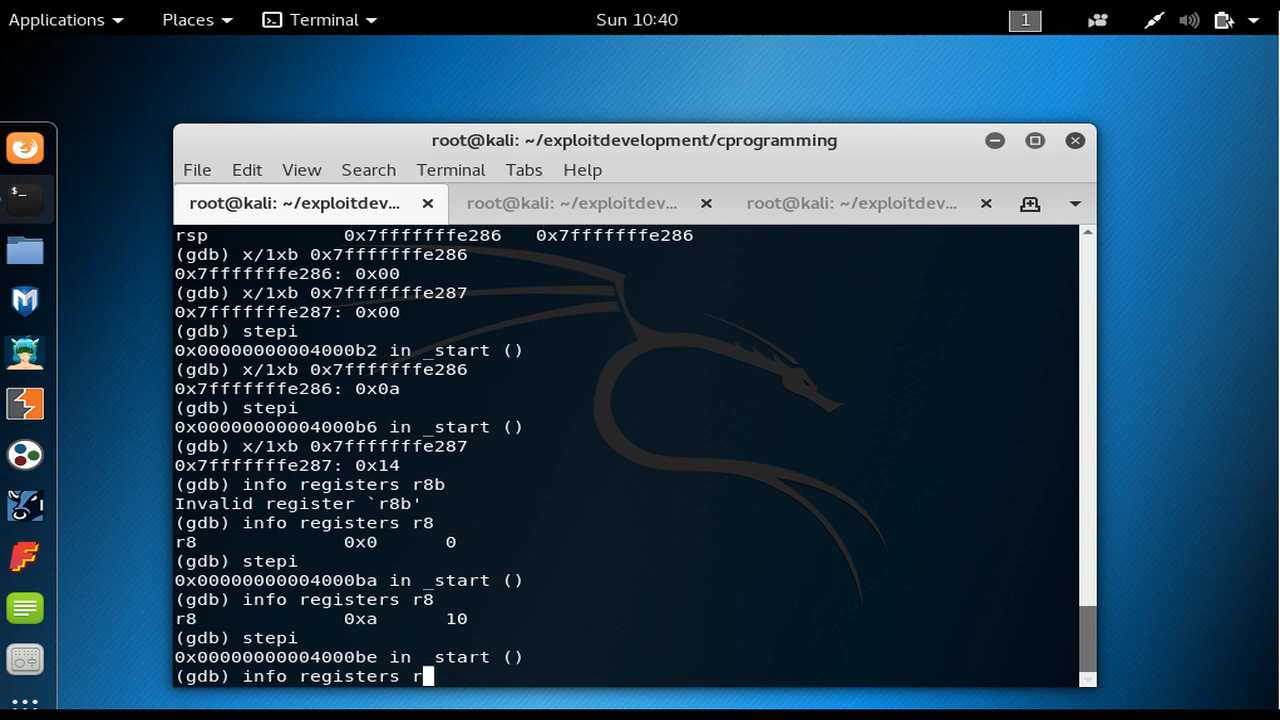 Applications Places Terminal Sun 10:40 1
root@kali: ~/exploitdevelopment/cprogramming
File Edit View Search Terminal Tabs Help
root@kali: ~/exploitdev... root@kali: ~/exploitdev... root@kali: ~/exploitdev...
rsp 0x7fffffffe286 0x7fffffffe286
(gdb) x/1xb 0x7fffffffe286
0x7fffffffe286: 0x00
(gdb) x/1xb 0x7fffffffe287
0x7fffffffe287: 0x00
(gdb) stepi
0x00000000004000b2 in _start ()
(gdb) x/1xb 0x7fffffffe286
0x7fffffffe286: 0x0a
(gdb) stepi
0x00000000004000b6 in _start ()
(gdb) x/1xb 0x7fffffffe287
0x7fffffffe287: 0x14
(gdb) info registers r8b
Invalid register `r8b'
(gdb) info registers r8
r8 0x0 0
(gdb) stepi
0x00000000004000ba in _start ()
(gdb) info registers r8
r8 0xa 10
(gdb) stepi
0x00000000004000be in _start ()
(gdb) info registers r